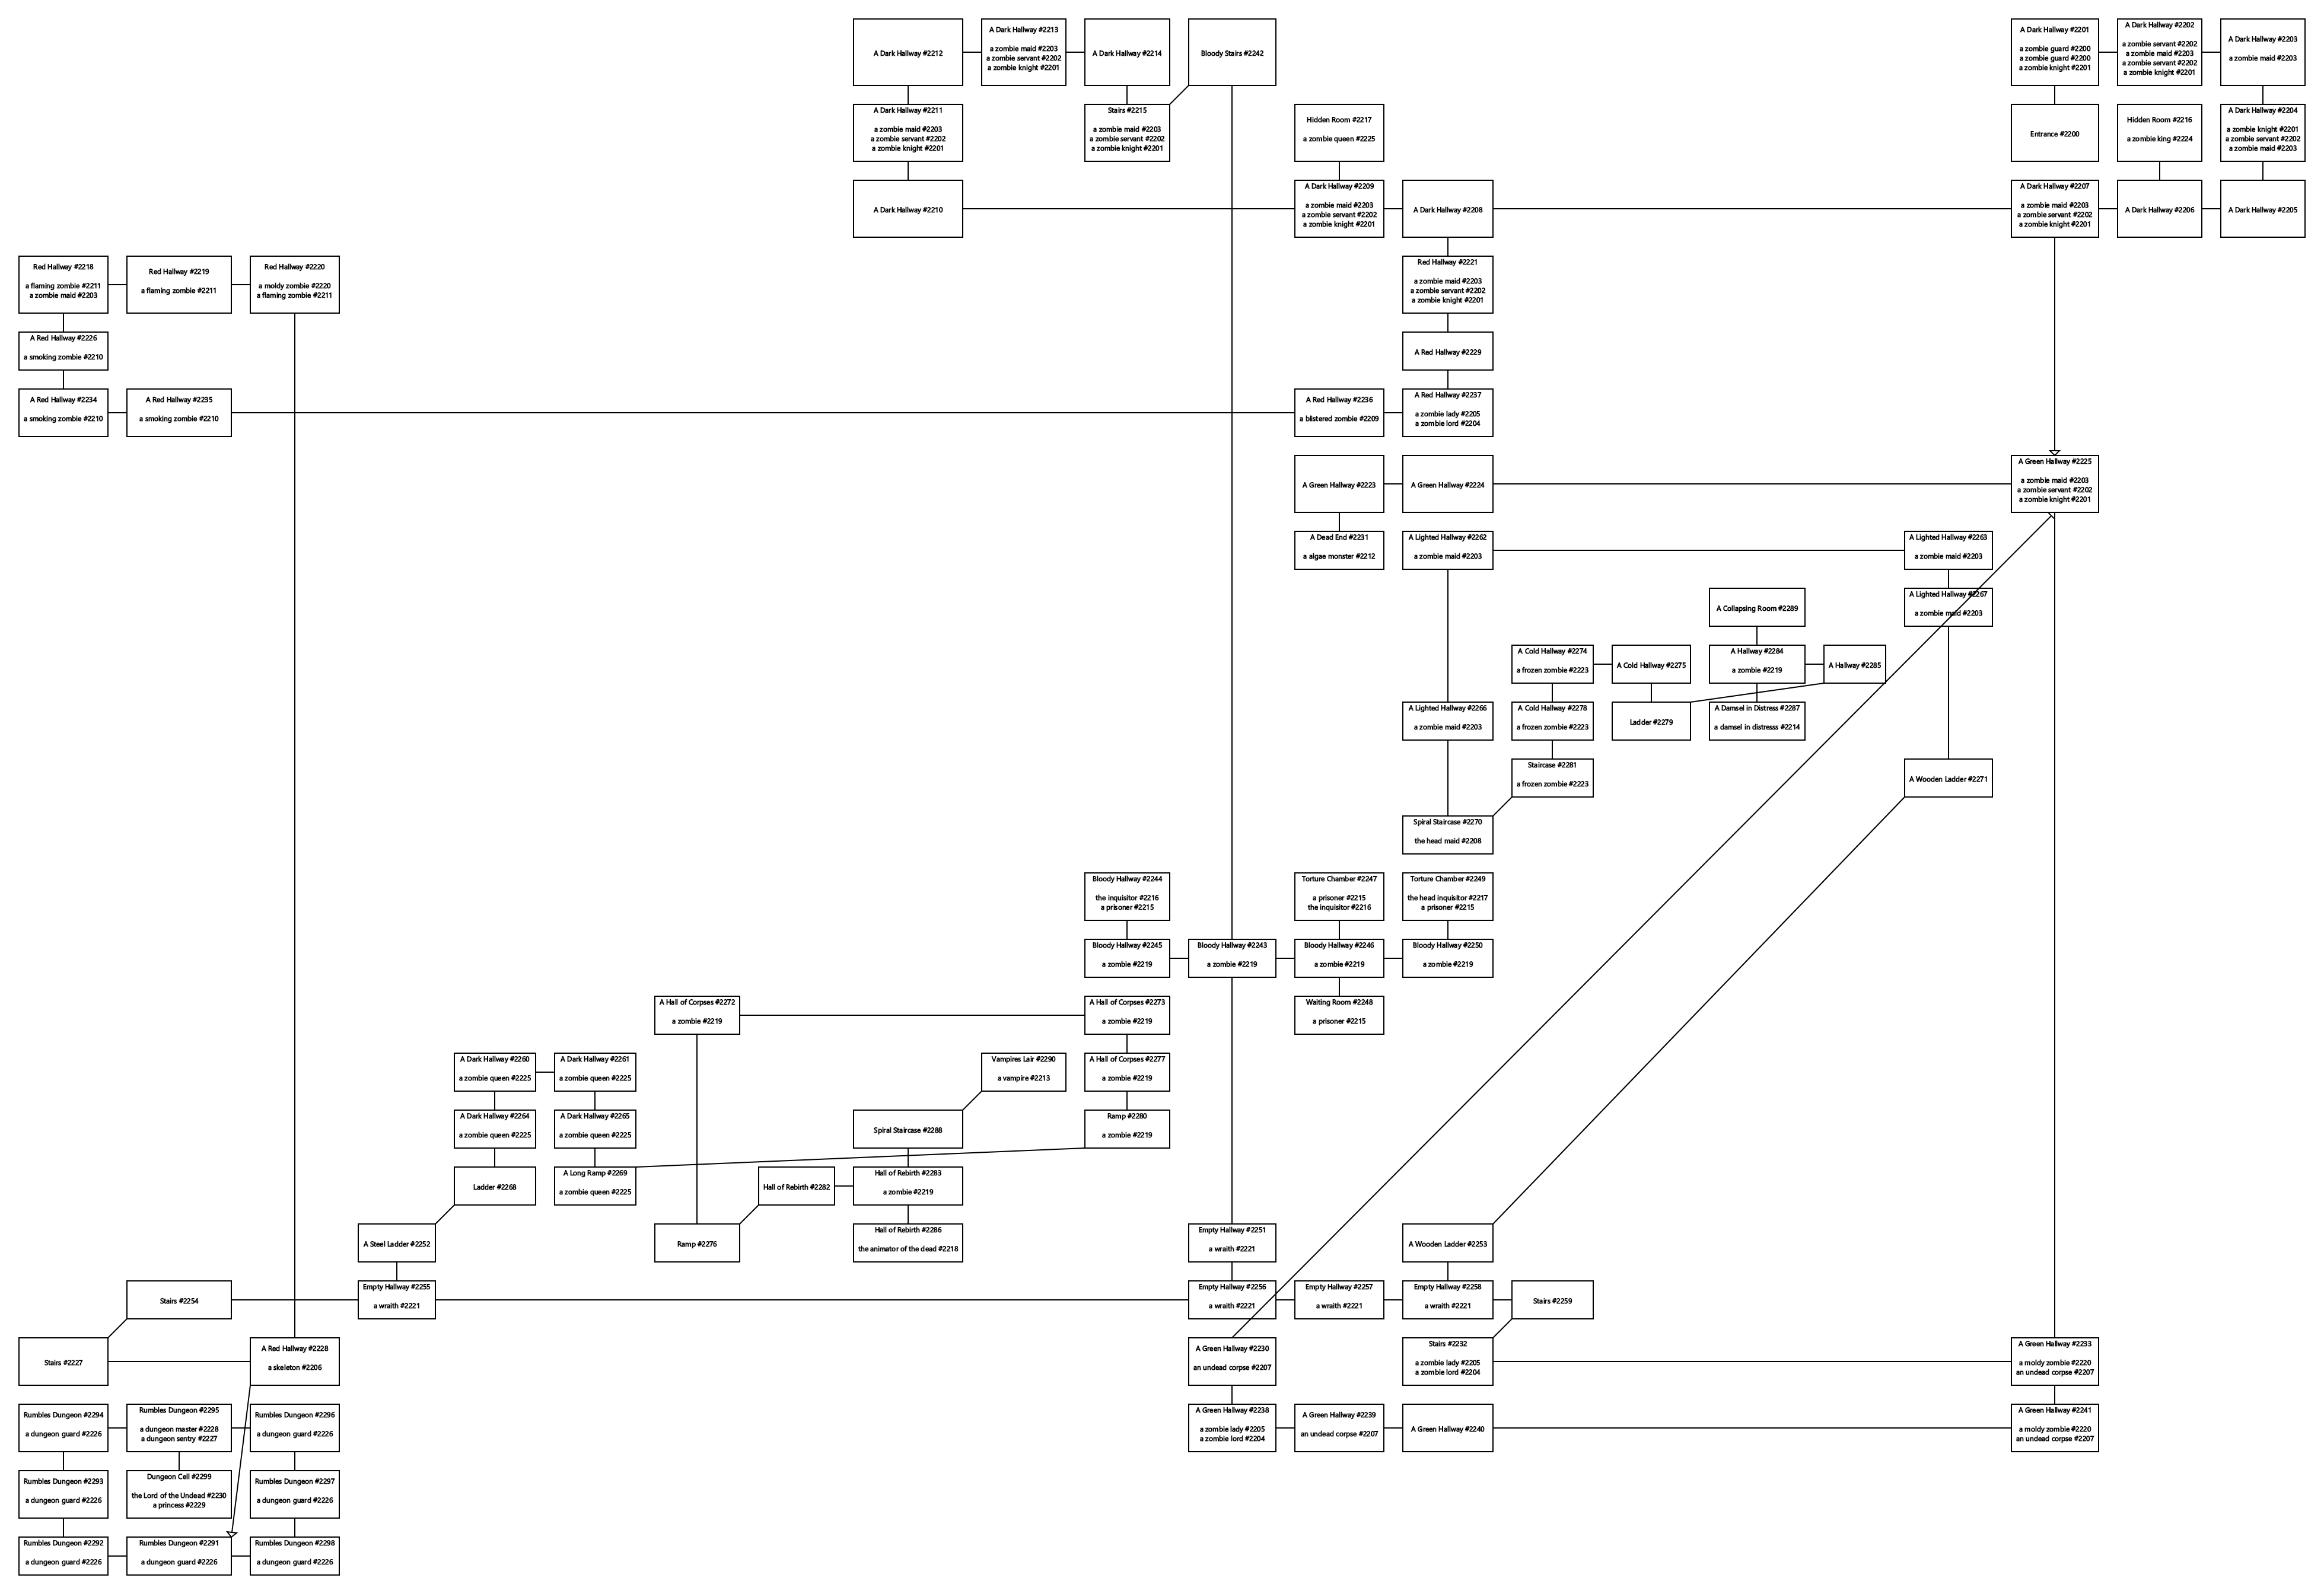 A Dark Hallway #2212
A Dark Hallway #2213
a zombie maid #2203
a zombie servant #2202
a zombie knight #2201
A Dark Hallway #2214
Bloody Stairs #2242
A Dark Hallway #2201
a zombie guard #2200
a zombie guard #2200
a zombie knight #2201
A Dark Hallway #2202
a zombie servant #2202
a zombie maid #2203
a zombie servant #2202
a zombie knight #2201
A Dark Hallway #2203
a zombie maid #2203
A Dark Hallway #2211
a zombie maid #2203
a zombie servant #2202
a zombie knight #2201
Stairs #2215
a zombie maid #2203
a zombie servant #2202
a zombie knight #2201
Hidden Room #2217
a zombie queen #2225
Entrance #2200
Hidden Room #2216
a zombie king #2224
A Dark Hallway #2204
a zombie knight #2201
a zombie servant #2202
a zombie maid #2203
A Dark Hallway #2210
A Dark Hallway #2209
a zombie maid #2203
a zombie servant #2202
a zombie knight #2201
A Dark Hallway #2208
A Dark Hallway #2207
a zombie maid #2203
a zombie servant #2202
a zombie knight #2201
A Dark Hallway #2206
A Dark Hallway #2205
Red Hallway #2218
a flaming zombie #2211
a zombie maid #2203
Red Hallway #2219
a flaming zombie #2211
Red Hallway #2220
a moldy zombie #2220
a flaming zombie #2211
Red Hallway #2221
a zombie maid #2203
a zombie servant #2202
a zombie knight #2201
A Red Hallway #2226
a smoking zombie #2210
A Red Hallway #2229
A Red Hallway #2234
a smoking zombie #2210
A Red Hallway #2235
a smoking zombie #2210
A Red Hallway #2236
a blistered zombie #2209
A Red Hallway #2237
a zombie lady #2205
a zombie lord #2204
A Green Hallway #2223
A Green Hallway #2224
A Green Hallway #2225
a zombie maid #2203
a zombie servant #2202
a zombie knight #2201
A Dead End #2231
a algae monster #2212
A Lighted Hallway #2262
a zombie maid #2203
A Lighted Hallway #2263
a zombie maid #2203
A Collapsing Room #2289
A Lighted Hallway #2267
a zombie maid #2203
A Cold Hallway #2274
a frozen zombie #2223
A Cold Hallway #2275
A Hallway #2284
a zombie #2219
A Hallway #2285
A Lighted Hallway #2266
a zombie maid #2203
A Cold Hallway #2278
a frozen zombie #2223
Ladder #2279
A Damsel in Distress #2287
a damsel in distresss #2214
Staircase #2281
a frozen zombie #2223
A Wooden Ladder #2271
Spiral Staircase #2270
the head maid #2208
Bloody Hallway #2244
the inquisitor #2216
a prisoner #2215
Torture Chamber #2247
a prisoner #2215
the inquisitor #2216
Torture Chamber #2249
the head inquisitor #2217
a prisoner #2215
Bloody Hallway #2245
a zombie #2219
Bloody Hallway #2243
a zombie #2219
Bloody Hallway #2246
a zombie #2219
Bloody Hallway #2250
a zombie #2219
A Hall of Corpses #2272
a zombie #2219
A Hall of Corpses #2273
a zombie #2219
Waiting Room #2248
a prisoner #2215
A Dark Hallway #2260
a zombie queen #2225
A Dark Hallway #2261
a zombie queen #2225
Vampires Lair #2290
a vampire #2213
A Hall of Corpses #2277
a zombie #2219
A Dark Hallway #2264
a zombie queen #2225
A Dark Hallway #2265
a zombie queen #2225
Spiral Staircase #2288
Ramp #2280
a zombie #2219
Ladder #2268
A Long Ramp #2269
a zombie queen #2225
Hall of Rebirth #2282
Hall of Rebirth #2283
a zombie #2219
A Steel Ladder #2252
Ramp #2276
Hall of Rebirth #2286
the animator of the dead #2218
Empty Hallway #2251
a wraith #2221
A Wooden Ladder #2253
Stairs #2254
Empty Hallway #2255
a wraith #2221
Empty Hallway #2256
a wraith #2221
Empty Hallway #2257
a wraith #2221
Empty Hallway #2258
a wraith #2221
Stairs #2259
Stairs #2227
A Red Hallway #2228
a skeleton #2206
A Green Hallway #2230
an undead corpse #2207
Stairs #2232
a zombie lady #2205
a zombie lord #2204
A Green Hallway #2233
a moldy zombie #2220
an undead corpse #2207
Rumbles Dungeon #2294
a dungeon guard #2226
Rumbles Dungeon #2295
a dungeon master #2228
a dungeon sentry #2227
Rumbles Dungeon #2296
a dungeon guard #2226
A Green Hallway #2238
a zombie lady #2205
a zombie lord #2204
A Green Hallway #2239
an undead corpse #2207
A Green Hallway #2240
A Green Hallway #2241
a moldy zombie #2220
an undead corpse #2207
Rumbles Dungeon #2293
a dungeon guard #2226
Dungeon Cell #2299
the Lord of the Undead #2230
a princess #2229
Rumbles Dungeon #2297
a dungeon guard #2226
Rumbles Dungeon #2292
a dungeon guard #2226
Rumbles Dungeon #2291
a dungeon guard #2226
Rumbles Dungeon #2298
a dungeon guard #2226